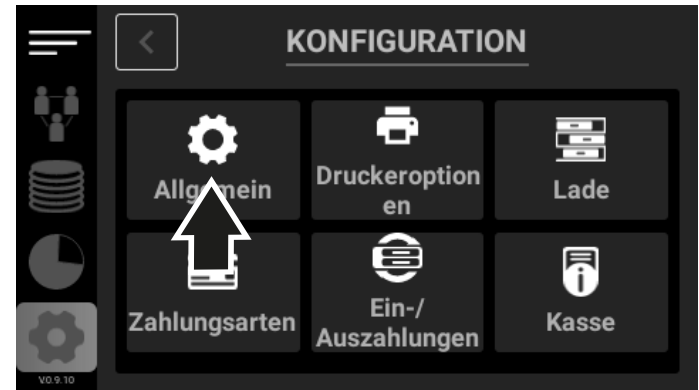 KONFIGURATION
Allgemein
Druckeroption
en
Lade
Zahlungsarten
Ein-/
Auszahlungen
Kasse
V0.9.10